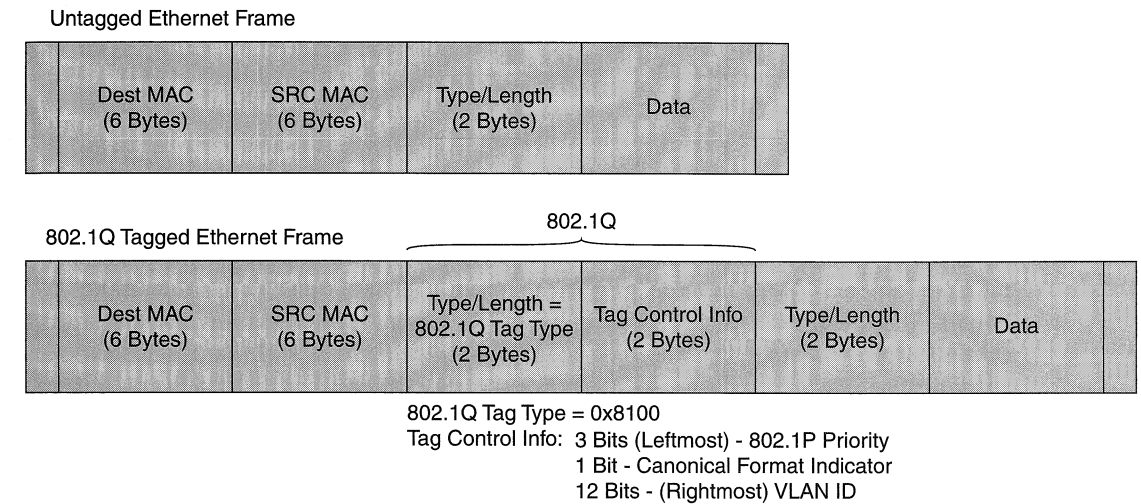 Untagged Ethernet Frame
Dest MAC
(6 Bytes)
SRC MAC
(6 Bytes)
Type/Length
(2 Bytes)
Data
802.1Q
802.1Q Tagged Ethernet Frame
Dest MAC
(6 Bytes)
SRC MAC
(6 Bytes)
Type/Length =
802.1Q Tag Type
(2 Bytes)
Tag Control Info
(2 Bytes)
Type/Length
(2 Bytes)
Data
802.1Q Tag Type = 0x8100
Tag Control Info: 3 Bits (Leftmost) - 802.1P Priority
1 Bit - Canonical Format Indicator
12 Bits - (Rightmost) VLAN ID